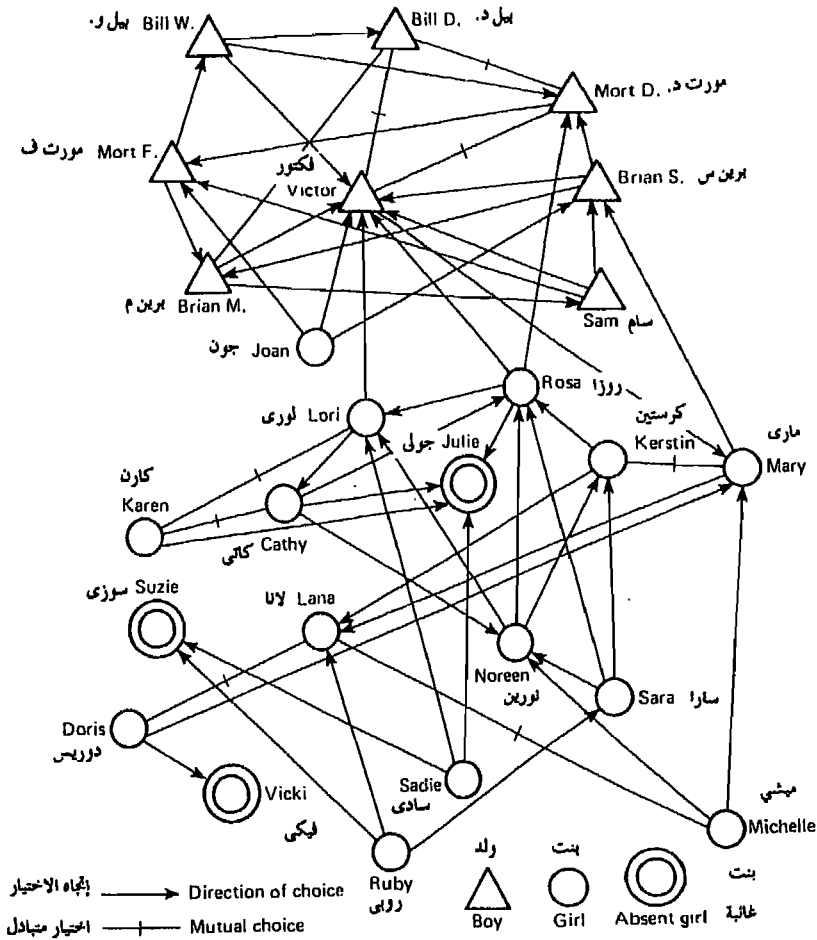 بيل و. Bill W.
Bill D. بيل د.
Mort D. مورت د.
مورت ف Mort F.
فكتور
Victor
Brian S. برين س
برين م Brian M.
Sam سام
جون Joan
Rosa روزا
لورى Lori
جولى Julie
كرستين
Kerstin
مارى
Mary
كارن
Karen
كاثى Cathy
سوزى Suzie
لانا Lana
Noreen
نورين
Sara سارا
Doris
دوريس
Vicki
فيكى
Sadie
سادى
ميشي
Michelle
Ruby
روبى
إتجاه الاختيار Direction of choice
اختيار متبادل Mutual choice
ولد
Boy
بنت
Girl
بنت
غائبة
Absent girl